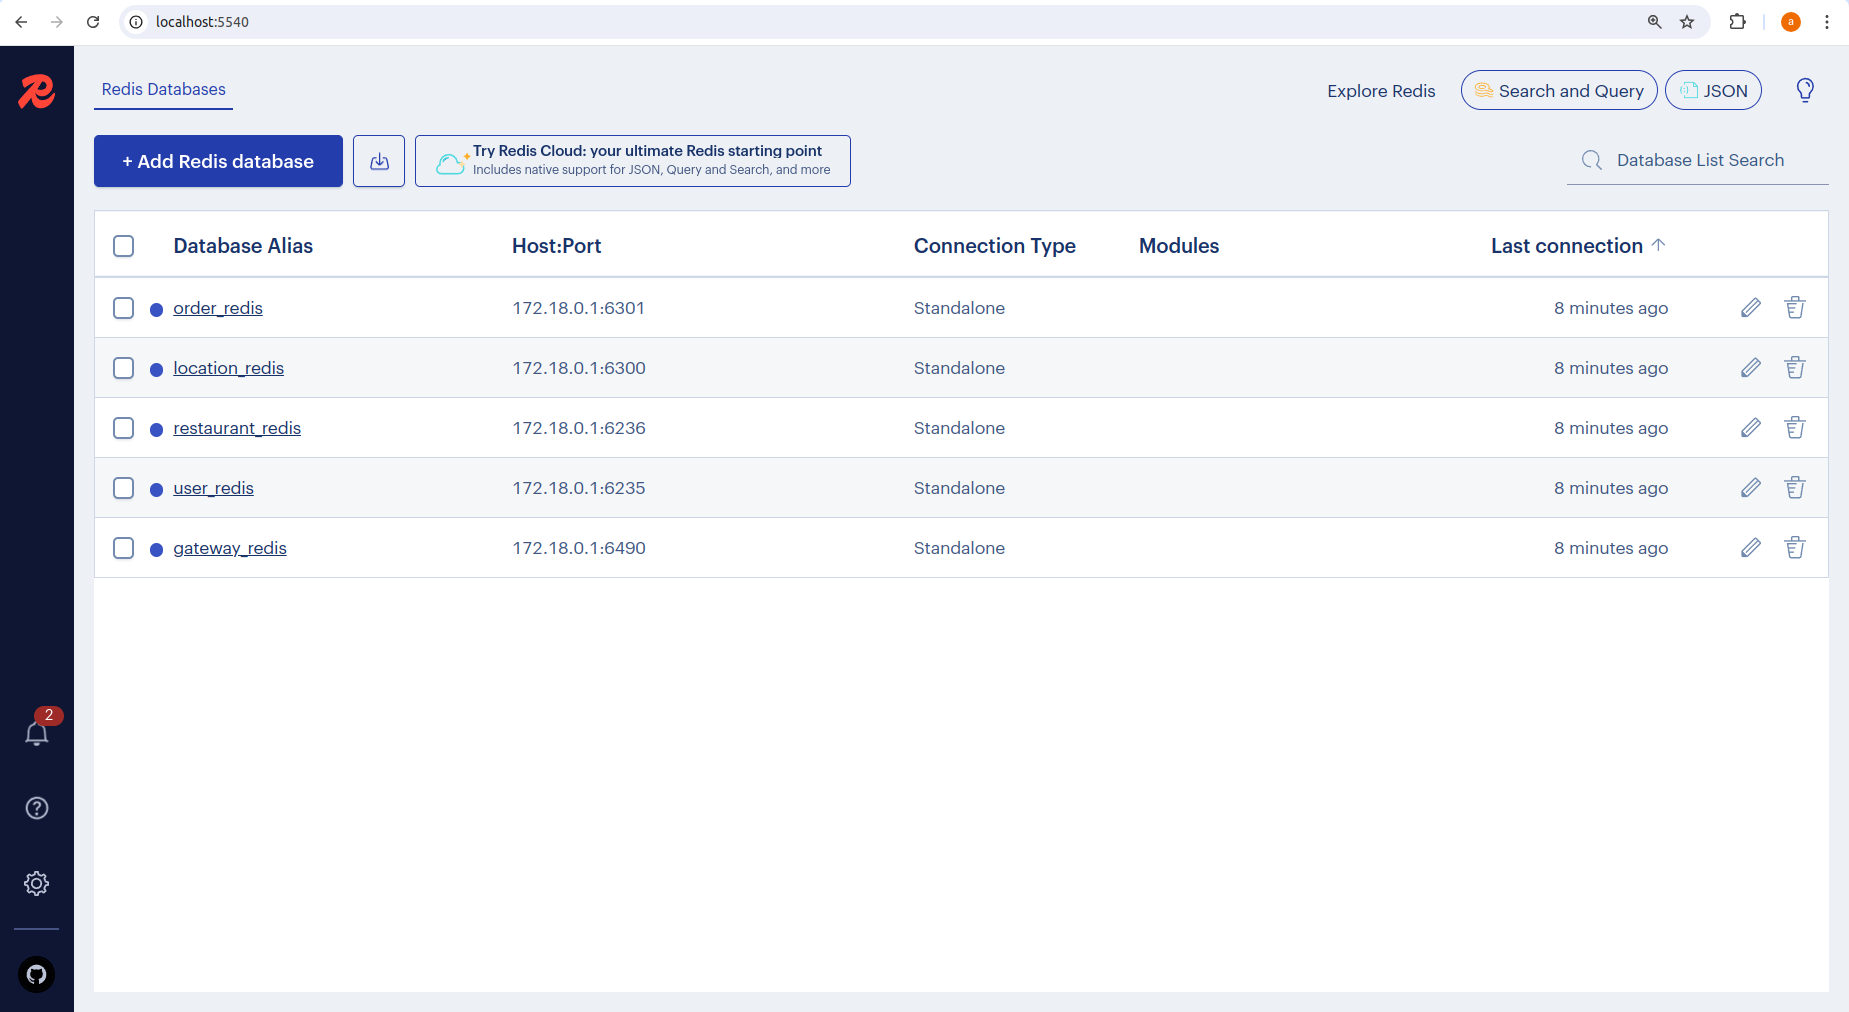 localhost:5540
a
Redis Databases
Explore Redis
Search and Query
JSON
+ Add Redis database
Try Redis Cloud: your ultimate Redis starting point
Includes native support for JSON, Query and Search, and more
Database List Search
Database Alias Host:Port Connection Type Modules Last connection
order_redis 172.18.0.1:6301 Standalone 8 minutes ago
location_redis 172.18.0.1:6300 Standalone 8 minutes ago
restaurant_redis 172.18.0.1:6236 Standalone 8 minutes ago
user_redis 172.18.0.1:6235 Standalone 8 minutes ago
gateway_redis 172.18.0.1:6490 Standalone 8 minutes ago
2